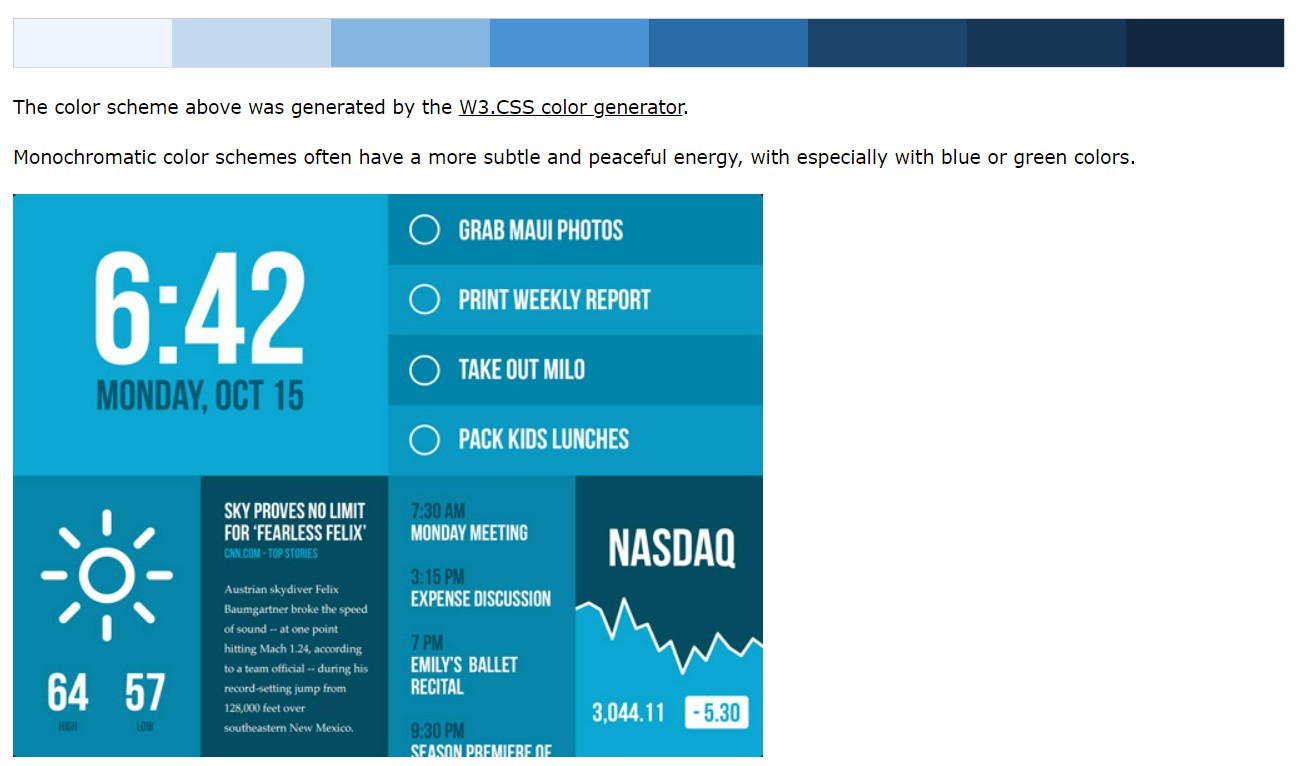 The color scheme above was generated by the W3.CSS color generator.
Monochromatic color schemes often have a more subtle and peaceful energy, with especially with blue or green colors.
6:42
MONDAY, OCT 15
GRAB MAUI PHOTOS
PRINT WEEKLY REPORT
TAKE OUT MILO
PACK KIDS LUNCHES
64
57
HIGH
LOW
SKY PROVES NO LIMIT
FOR ‘FEARLESS FELIX’
CNN.COM - TOP STORIES
Austrian skydiver Felix
Baumgartner broke the speed
of sound -- at one point
hitting Mach 1.24, according
to a team official -- during his
record-setting jump from
128,000 feet over
southeastern New Mexico.
7:30 AM
MONDAY MEETING
3:15 PM
EXPENSE DISCUSSION
7 PM
EMILY'S BALLET
RECITAL
9:30 PM
SEASON PREMIERE OF
NASDAQ
3,044.11
- 5.30